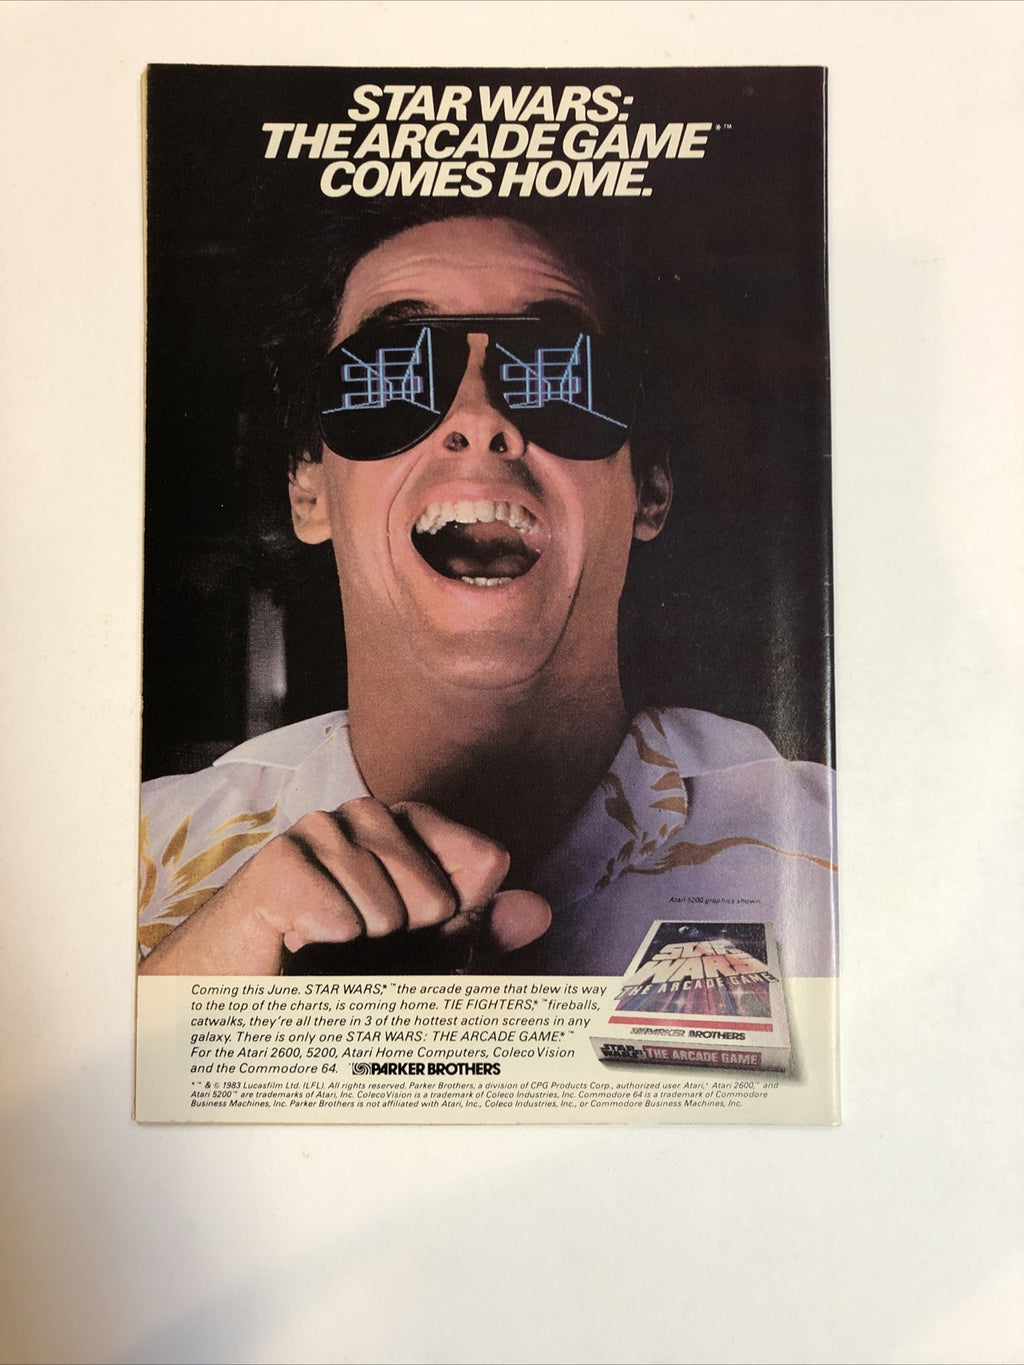 STAR WARS:
THE ARCADE GAME*™
COMES HOME.
Atari 5200 graphics shown.
STAR
WARS
THE ARCADE GAME
PARKER BROTHERS
STAR
WARS THE ARCADE GAME
Coming this June. STAR WARS,*™ the arcade game that blew its way
to the top of the charts, is coming home. TIE FIGHTERS,*™ fireballs,
catwalks, they're all there in 3 of the hottest action screens in any
galaxy. There is only one STAR WARS: THE ARCADE GAME.*™
For the Atari 2600, 5200, Atari Home Computers, ColecoVision
and the Commodore 64. PARKER BROTHERS
*™ & © 1983 Lucasfilm Ltd. (LFL). All rights reserved. Parker Brothers, a division of CPG Products Corp., authorized user. Atari,® Atari 2600,™ and
Atari 5200™ are trademarks of Atari, Inc. ColecoVision is a trademark of Coleco Industries, Inc. Commodore 64 is a trademark of Commodore
Business Machines, Inc. Parker Brothers is not affiliated with Atari, Inc., Coleco Industries, Inc., or Commodore Business Machines, Inc.